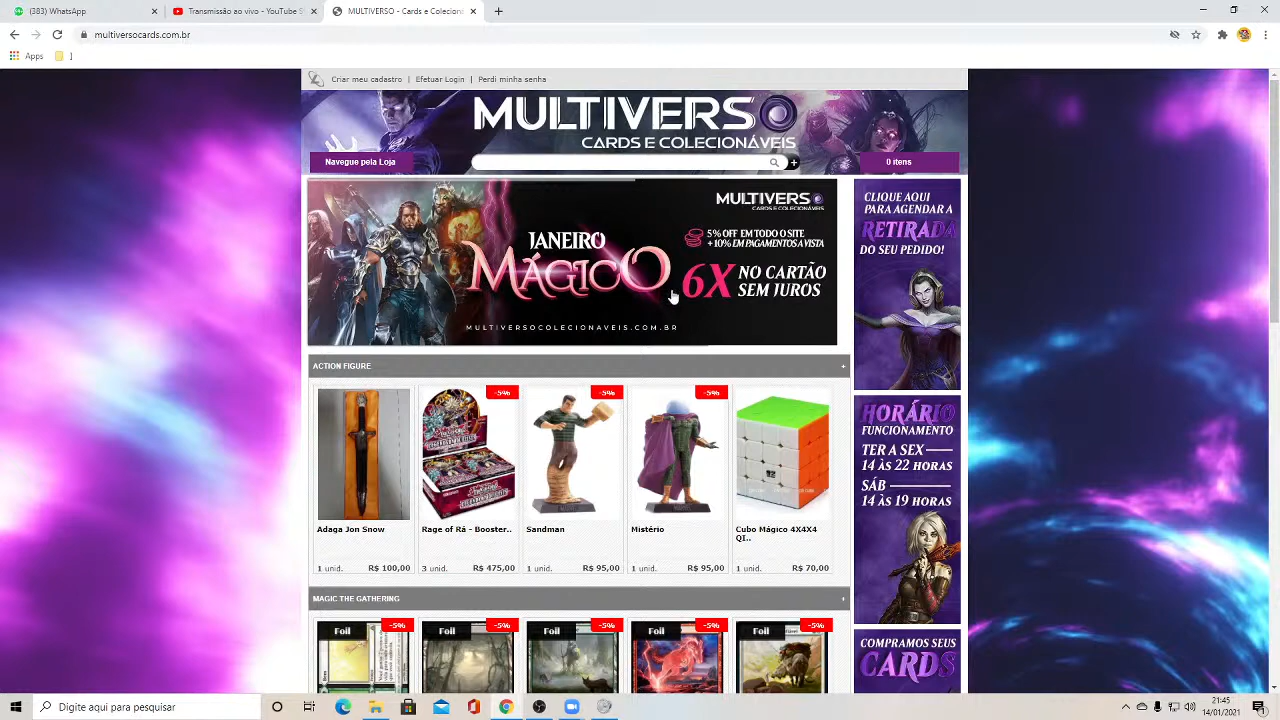 (383) WhatsApp
Transmissão ao vivo - YouTube S
MULTIVERSO - Cards e Colecion
multiversocards.com.br
Apps
Criar meu cadastro | Efetuar Login | Perdi minha senha
MULTIVERSO
CARDS E COLECIONÁVEIS
Navegue pela Loja
0 itens
MULTIVERSO
CARDS E COLECIONÁVEIS
JANEIRO
MÁGICO
5% OFF EM TODO O SITE
+10% EM PAGAMENTOS A VISTA
6X NO CARTÃO
SEM JUROS
MULTIVERSOCOLECIONAVEIS.COM.BR
CLIQUE AQUI
PARA AGENDAR A
RETIRADA
DO SEU PEDIDO!
ACTION FIGURE +
-5%
-5%
-5%
Adaga Jon Snow
Rage of Rá - Booster..
Sandman
Mistério
Cubo Mágico 4X4X4
QI..
1 unid. R$ 100,00
3 unid. R$ 475,00
1 unid. R$ 95,00
1 unid. R$ 95,00
1 unid. R$ 70,00
HORÁRIO
FUNCIONAMENTO
TER A SEX
14 ÀS 22 HORAS
SÁB
14 ÀS 19 HORAS
MAGIC THE GATHERING +
Foil -5%
Foil -5%
Foil -5%
Foil -5%
Foil -5%
COMPRAMOS SEUS
CARDS
Digite aqui para pesquisar
21:45
14/01/2021